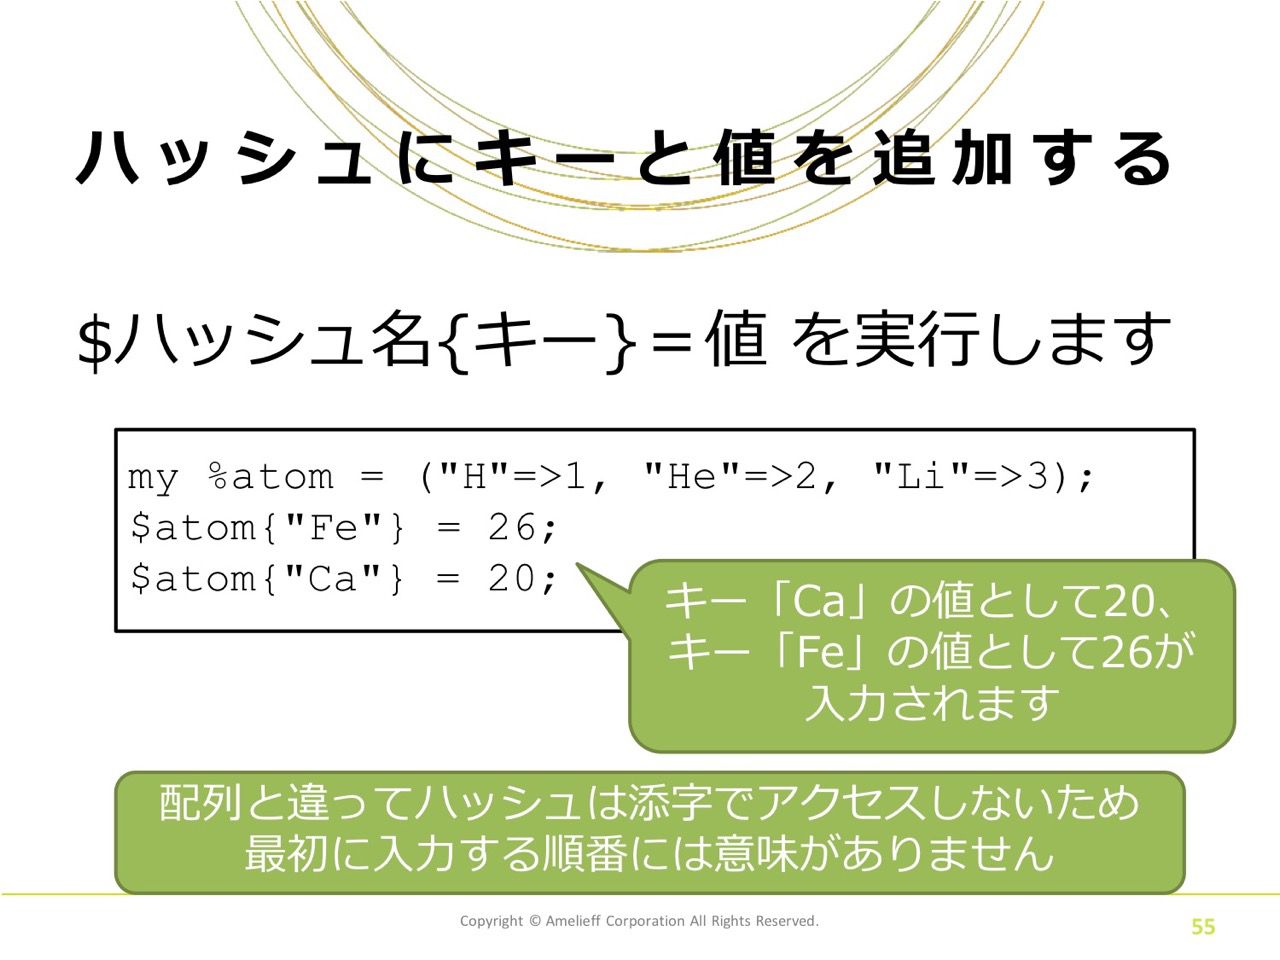 ハッシュにキーと値を追加する
$ハッシュ名{キー}＝値 を実行します
my %atom = ("H"=>1, "He"=>2, "Li"=>3);
$atom{"Fe"} = 26;
$atom{"Ca"} = 20;
キー「Ca」の値として20、
キー「Fe」の値として26が
入力されます
配列と違ってハッシュは添字でアクセスしないため
最初に入力する順番には意味がありません
Copyright © Amelieff Corporation All Rights Reserved.
55